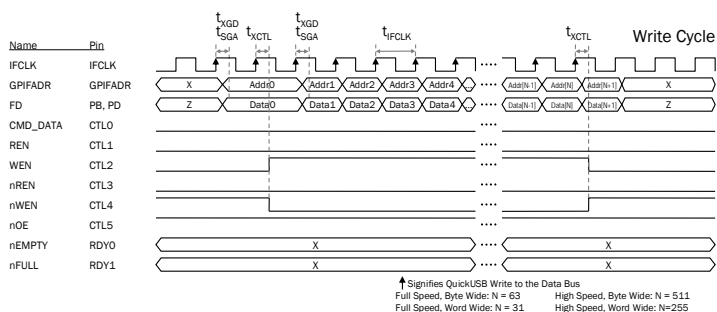 tXGD tXGD
tSGA tXCTL tSGA tIFCLK tXCTL Write Cycle
Name Pin
IFCLK IFCLK ....
GPIFADR GPIFADR X Addr0 Addr1 Addr2 Addr3 Addr4 ... .... Addr[N-1] Addr[N] Addr[N+1] X
FD PB, PD Z Data0 Data1 Data2 Data3 Data4 ... .... Data[N-1] Data[N] Data[N+1] Z
CMD_DATA CTL0 ....
REN CTL1 ....
WEN CTL2 ....
nREN CTL3 ....
nWEN CTL4 ....
nOE CTL5 ....
nEMPTY RDY0 X .... X
nFULL RDY1 X .... X
Signifies QuickUSB Write to the Data Bus
Full Speed, Byte Wide: N = 63 High Speed, Byte Wide: N = 511
Full Speed, Word Wide: N = 31 High Speed, Word Wide: N=255